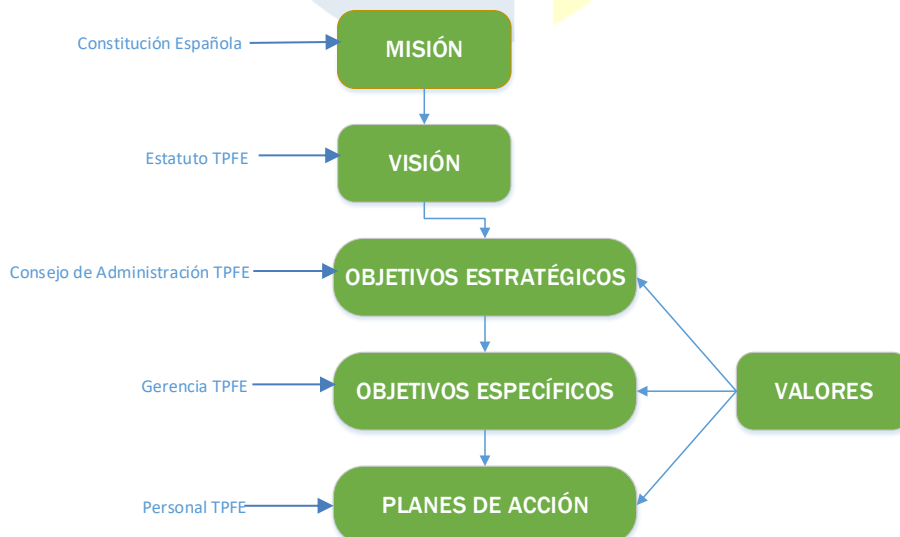 Constitución Española
MISIÓN
Estatuto TPFE
VISIÓN
Consejo de Administración TPFE
OBJETIVOS ESTRATÉGICOS
Gerencia TPFE
OBJETIVOS ESPECÍFICOS
VALORES
Personal TPFE
PLANES DE ACCIÓN